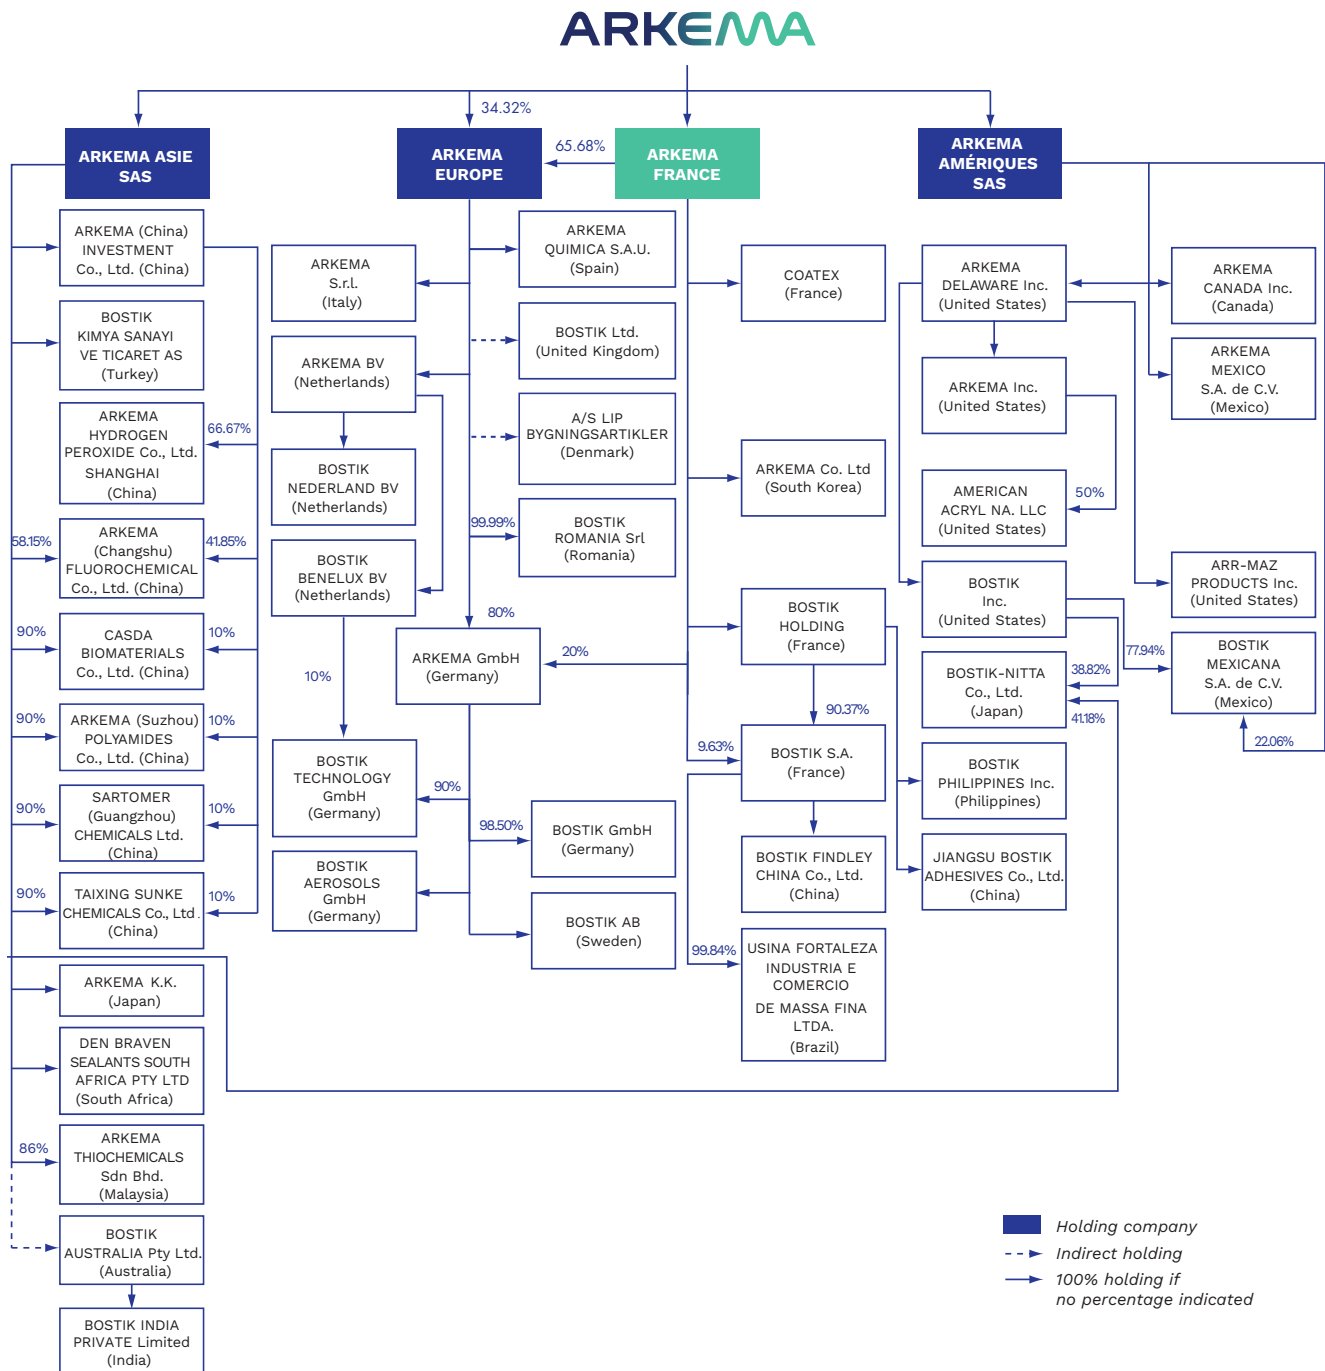 ARKEMA
34.32%
65.68%
ARKEMA ASIE
SAS
ARKEMA
EUROPE
ARKEMA
FRANCE
ARKEMA
AMÉRIQUES
SAS
ARKEMA (China)
INVESTMENT
Co., Ltd. (China)
BOSTIK
KIMYA SANAYI
VE TICARET AS
(Turkey)
ARKEMA
HYDROGEN
PEROXIDE Co., Ltd.
SHANGHAI
(China)
66.67%
58.15%
ARKEMA
(Changshu)
FLUOROCHEMICAL
Co., Ltd. (China)
41.85%
90%
CASDA
BIOMATERIALS
Co., Ltd. (China)
10%
90%
ARKEMA (Suzhou)
POLYAMIDES
Co., Ltd. (China)
10%
90%
SARTOMER
(Guangzhou)
CHEMICALS Ltd.
(China)
10%
90%
TAIXING SUNKE
CHEMICALS Co., Ltd.
(China)
10%
ARKEMA K.K.
(Japan)
DEN BRAVEN
SEALANTS SOUTH
AFRICA PTY LTD
(South Africa)
86%
ARKEMA
THIOCHEMICALS
Sdn Bhd.
(Malaysia)
BOSTIK
AUSTRALIA Pty Ltd.
(Australia)
BOSTIK INDIA
PRIVATE Limited
(India)
ARKEMA
S.r.l.
(Italy)
ARKEMA BV
(Netherlands)
BOSTIK
NEDERLAND BV
(Netherlands)
BOSTIK
BENELUX BV
(Netherlands)
10%
BOSTIK
TECHNOLOGY
GmbH
(Germany)
90%
BOSTIK
AEROSOLS
GmbH
(Germany)
ARKEMA
QUIMICA S.A.U.
(Spain)
BOSTIK Ltd.
(United Kingdom)
A/S LIP
BYGNINGSARTIKLER
(Denmark)
99.99%
BOSTIK
ROMANIA Srl
(Romania)
80%
ARKEMA GmbH
(Germany)
20%
98.50%
BOSTIK GmbH
(Germany)
BOSTIK AB
(Sweden)
COATEX
(France)
ARKEMA Co. Ltd
(South Korea)
BOSTIK
HOLDING
(France)
90.37%
9.63%
BOSTIK S.A.
(France)
BOSTIK FINDLEY
CHINA Co., Ltd.
(China)
99.84%
USINA FORTALEZA
INDUSTRIA E
COMERCIO
DE MASSA FINA
LTDA.
(Brazil)
ARKEMA
DELAWARE Inc.
(United States)
ARKEMA Inc.
(United States)
AMERICAN
ACRYL NA. LLC
(United States)
50%
BOSTIK
Inc.
(United States)
BOSTIK-NITTA
Co., Ltd.
(Japan)
38.82%
41.18%
BOSTIK
PHILIPPINES Inc.
(Philippines)
JIANGSU BOSTIK
ADHESIVES Co., Ltd.
(China)
ARKEMA
CANADA Inc.
(Canada)
ARKEMA
MEXICO
S.A. de C.V.
(Mexico)
ARR-MAZ
PRODUCTS Inc.
(United States)
77.94%
BOSTIK
MEXICANA
S.A. de C.V.
(Mexico)
22.06%
Holding company
Indirect holding
100% holding if
no percentage indicated